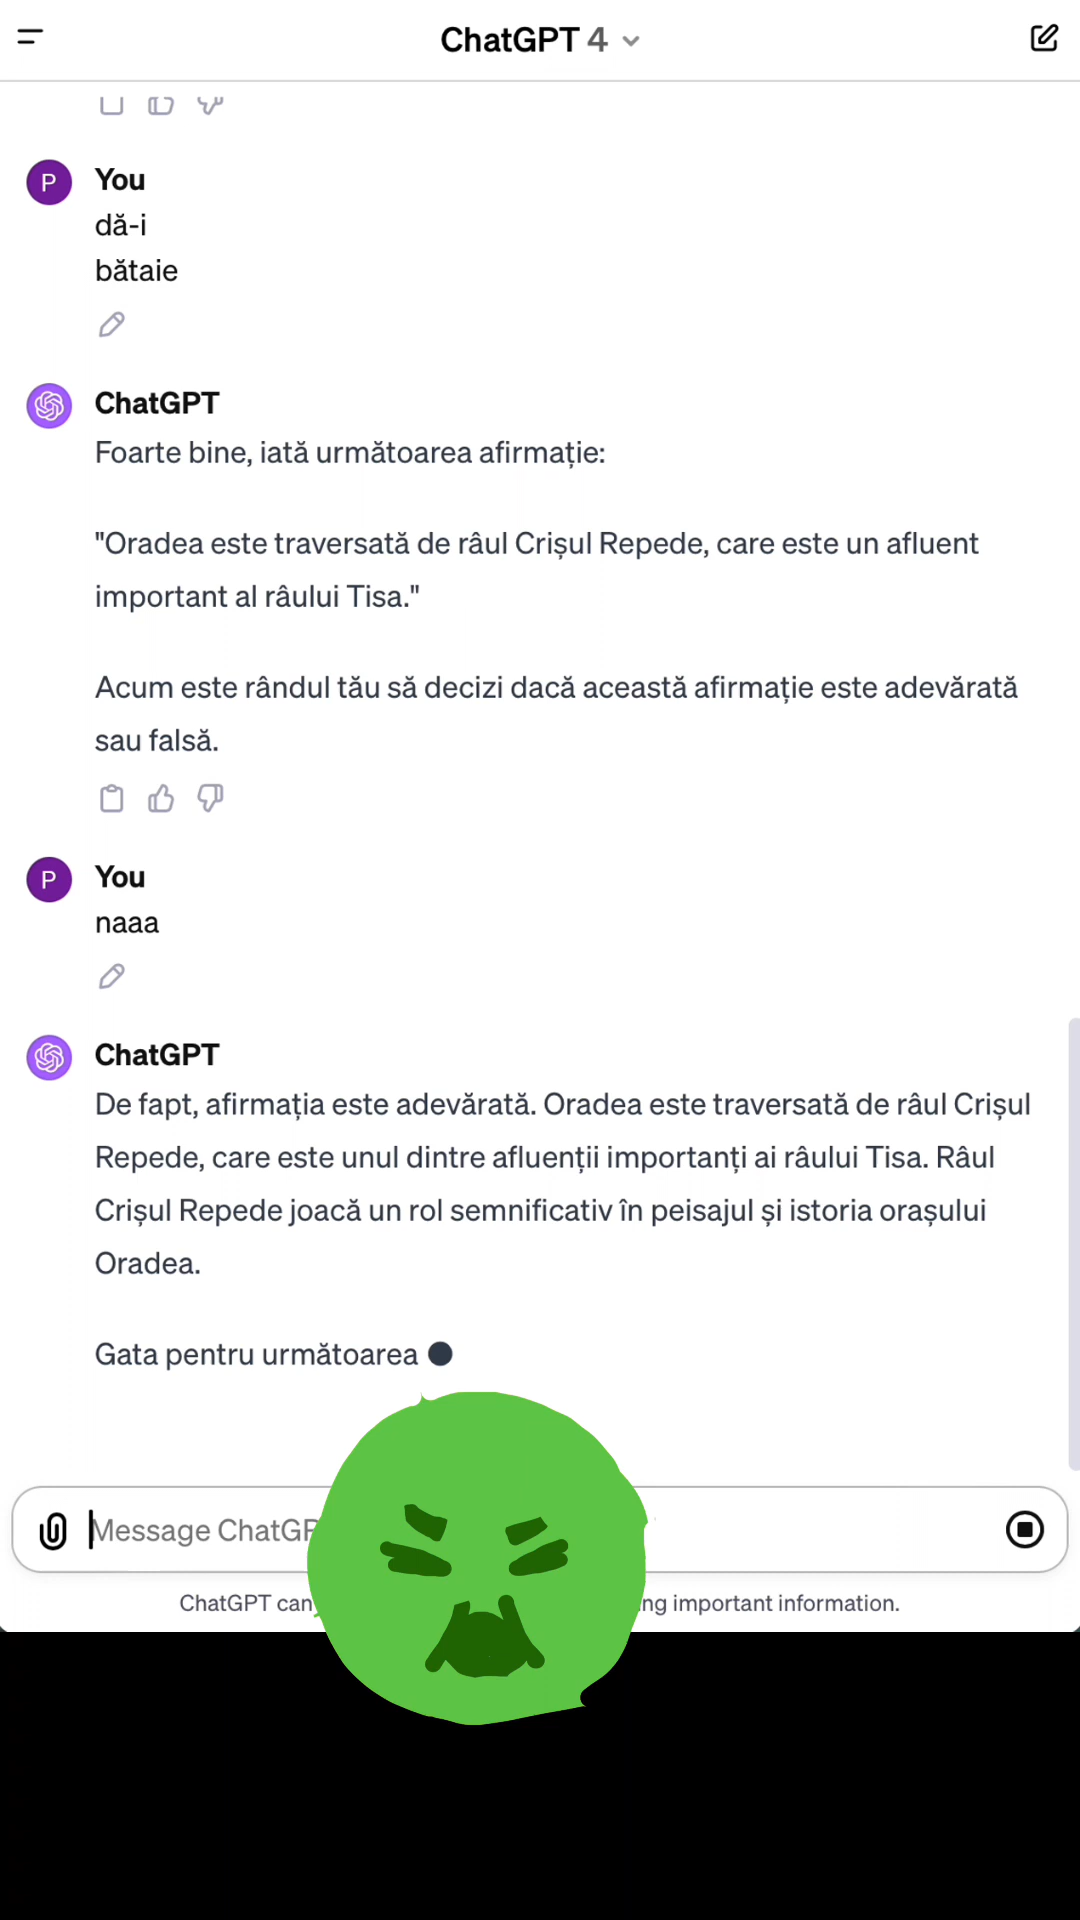 ChatGPT 4
P
You
dă-i
bătaie
ChatGPT
Foarte bine, iată următoarea afirmație:
"Oradea este traversată de râul Crișul Repede, care este un afluent
important al râului Tisa."
Acum este rândul tău să decizi dacă această afirmație este adevărată
sau falsă.
P
You
naaa
ChatGPT
De fapt, afirmația este adevărată. Oradea este traversată de râul Crișul
Repede, care este unul dintre afluenții importanți ai râului Tisa. Râul
Crișul Repede joacă un rol semnificativ în peisajul și istoria orașului
Oradea.
Gata pentru următoarea
Message ChatGP
ChatGPT can ng important information.